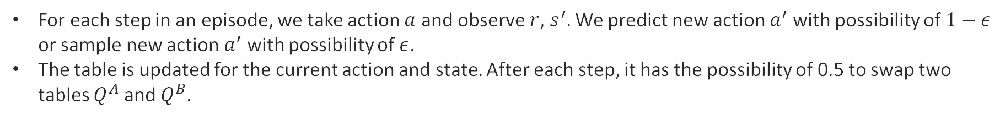 • For each step in an episode, we take action a and observe r, s′. We predict new action a′ with possibility of 1 − ϵ
or sample new action a′ with possibility of ϵ.
• The table is updated for the current action and state. After each step, it has the possibility of 0.5 to swap two
tables Q^A and Q^B.